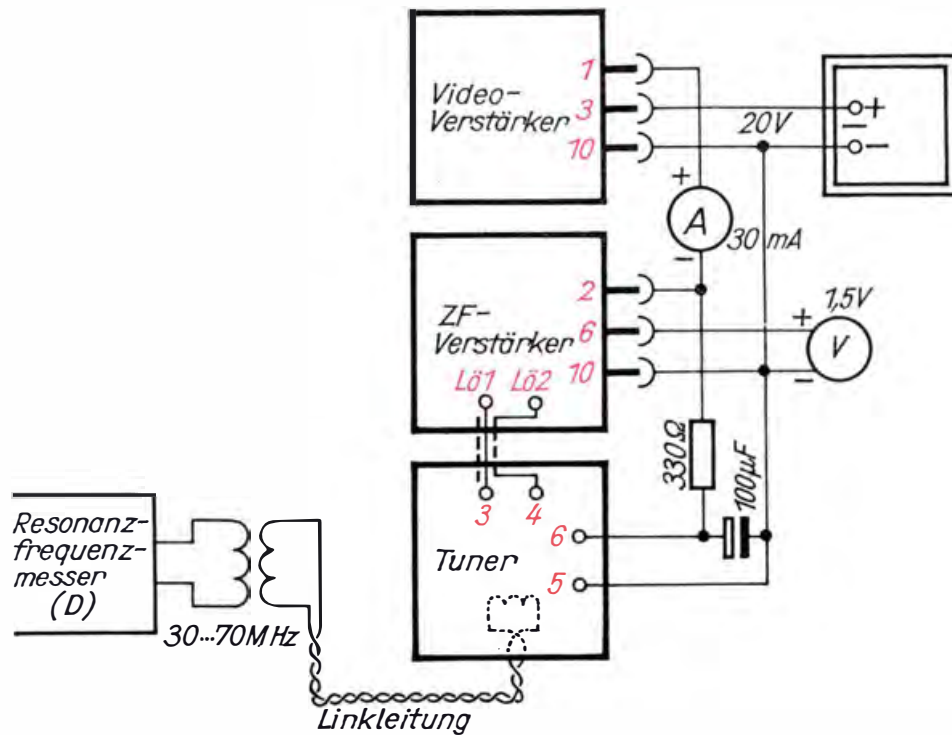 Video-
Verstärker
1
3
10
20V
+
−
−
+
A
30 mA
−
ZF-
Verstärker
2
6
10
Lö1 Lö2
1,5V
+
V
−
330Ω
100µF
3 4
Tuner
6
5
Resonanz-
frequenz-
messer
(D)
30...70MHz
Linkleitung